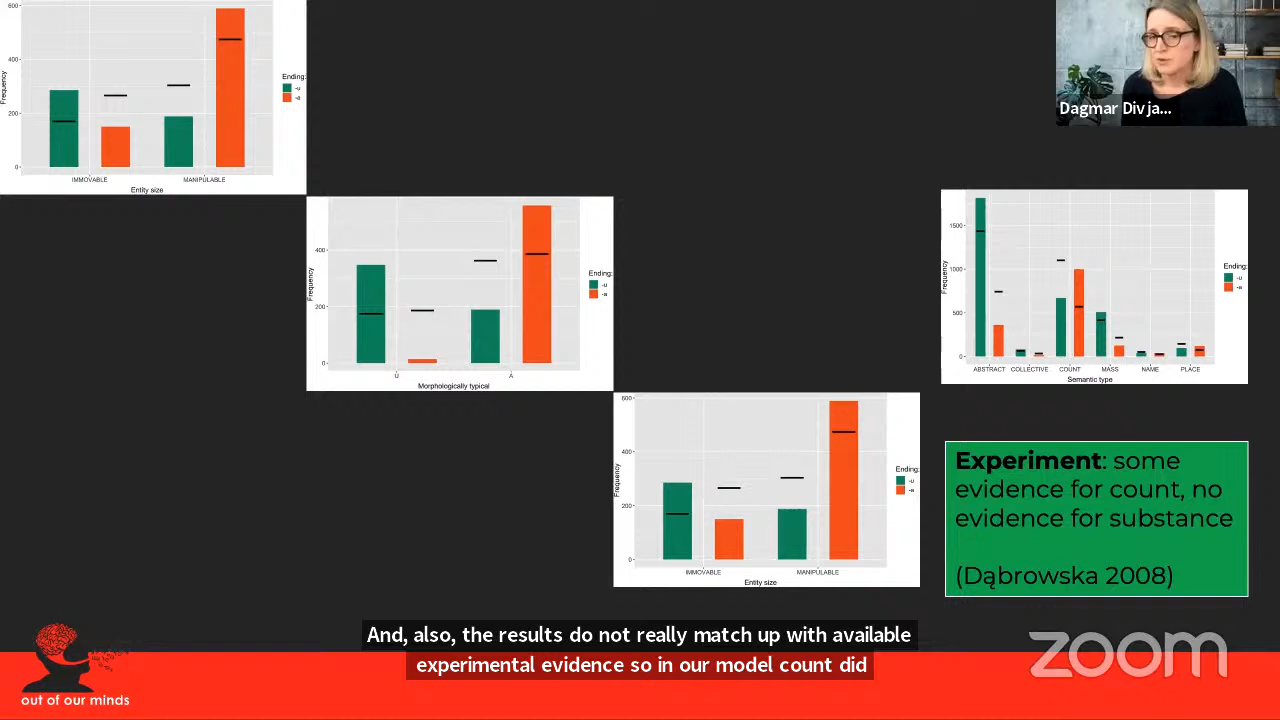 600
400
200
0
Frequency
IMMOVABLE MANIPULABLE
Entity size
Ending:
-u
-a
Dagmar Divja...
400
200
0
Frequency
U A
Morphologically typical
Ending:
-u
-a
1500
1000
500
0
Frequency
ABSTRACT COLLECTIVE COUNT MASS NAME PLACE
Semantic type
Ending:
-u
-a
600
400
200
0
Frequency
IMMOVABLE MANIPULABLE
Entity size
Ending:
-u
-a
Experiment: some
evidence for count, no
evidence for substance
(Dąbrowska 2008)
And, also, the results do not really match up with available
experimental evidence so in our model count did
out of our minds
zoom